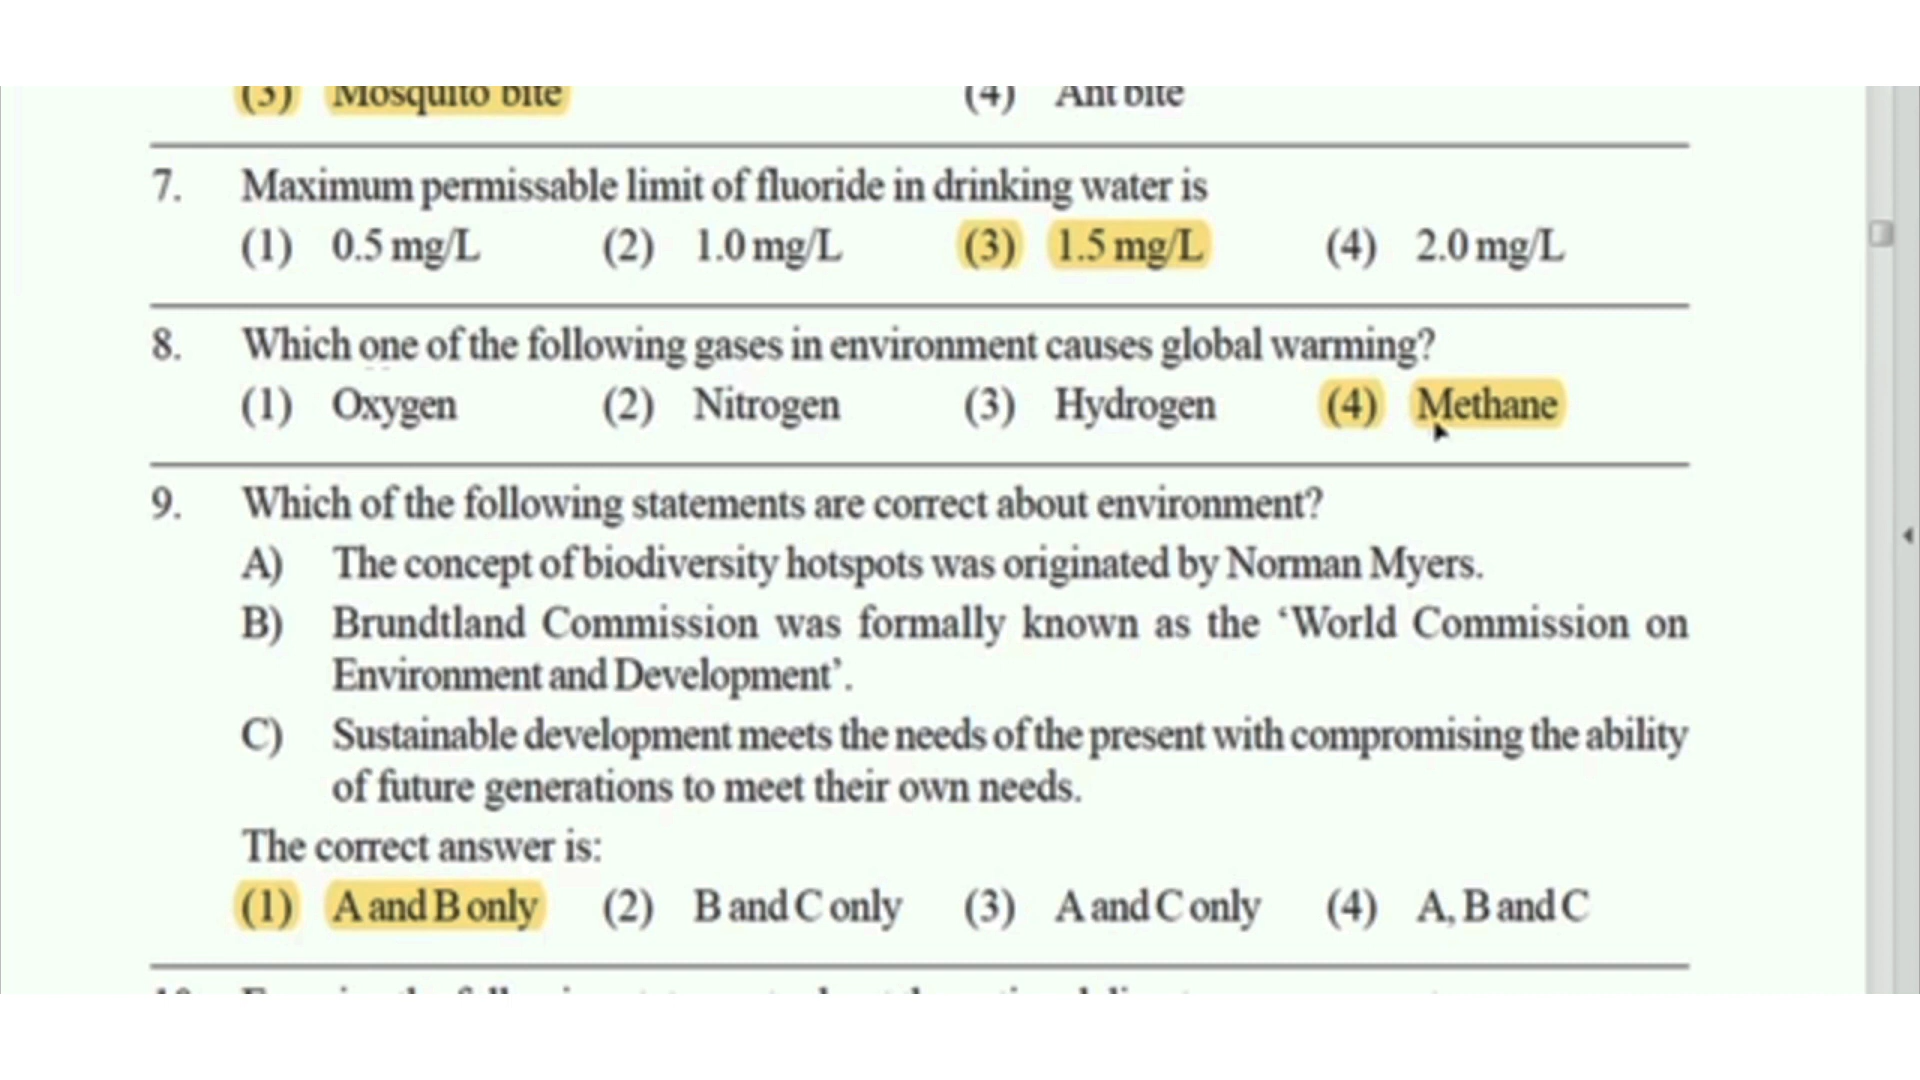 (3) Mosquito bite (4) Ant bite
7. Maximum permissable limit of fluoride in drinking water is
(1) 0.5 mg/L (2) 1.0 mg/L (3) 1.5 mg/L (4) 2.0 mg/L
8. Which one of the following gases in environment causes global warming?
(1) Oxygen (2) Nitrogen (3) Hydrogen (4) Methane
9. Which of the following statements are correct about environment?
A) The concept of biodiversity hotspots was originated by Norman Myers.
B) Brundtland Commission was formally known as the ‘World Commission on
Environment and Development’.
C) Sustainable development meets the needs of the present with compromising the ability
of future generations to meet their own needs.
The correct answer is:
(1) A and B only (2) B and C only (3) A and C only (4) A, B and C